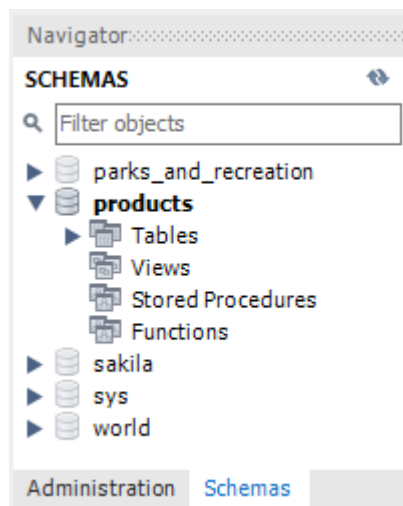 Navigator
SCHEMAS
Filter objects
parks_and_recreation
products
Tables
Views
Stored Procedures
Functions
sakila
sys
world
Administration Schemas